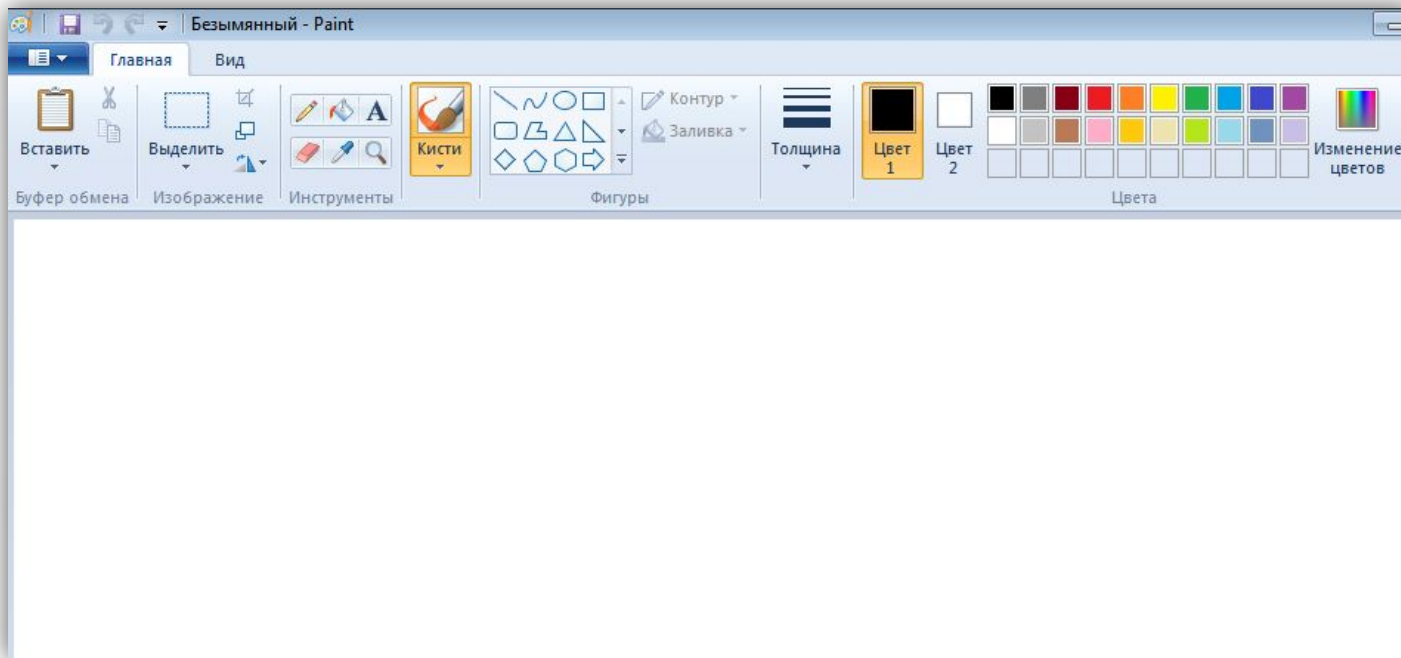 Безымянный - Paint
Главная Вид
Вставить
Выделить
A
Кисти
Контур
Заливка
Толщина
Цвет 1
Цвет 2
Изменение цветов
Буфер обмена Изображение Инструменты Фигуры Цвета